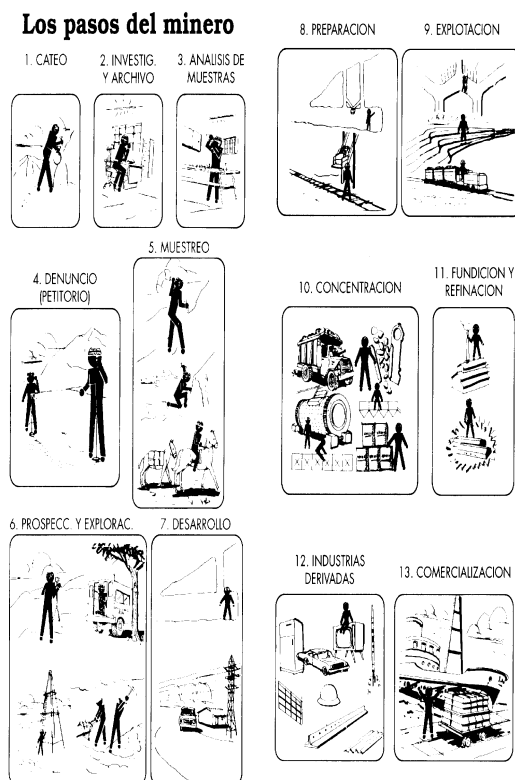 Los pasos del minero
1. CATEO
2. INVESTIG.
Y ARCHIVO
3. ANALISIS DE
MUESTRAS
4. DENUNCIO
(PETITORIO)
5. MUESTREO
6. PROSPECC. Y EXPLORAC.
7. DESARROLLO
8. PREPARACION
9. EXPLOTACION
10. CONCENTRACION
11. FUNDICION Y
REFINACION
12. INDUSTRIAS
DERIVADAS
13. COMERCIALIZACION